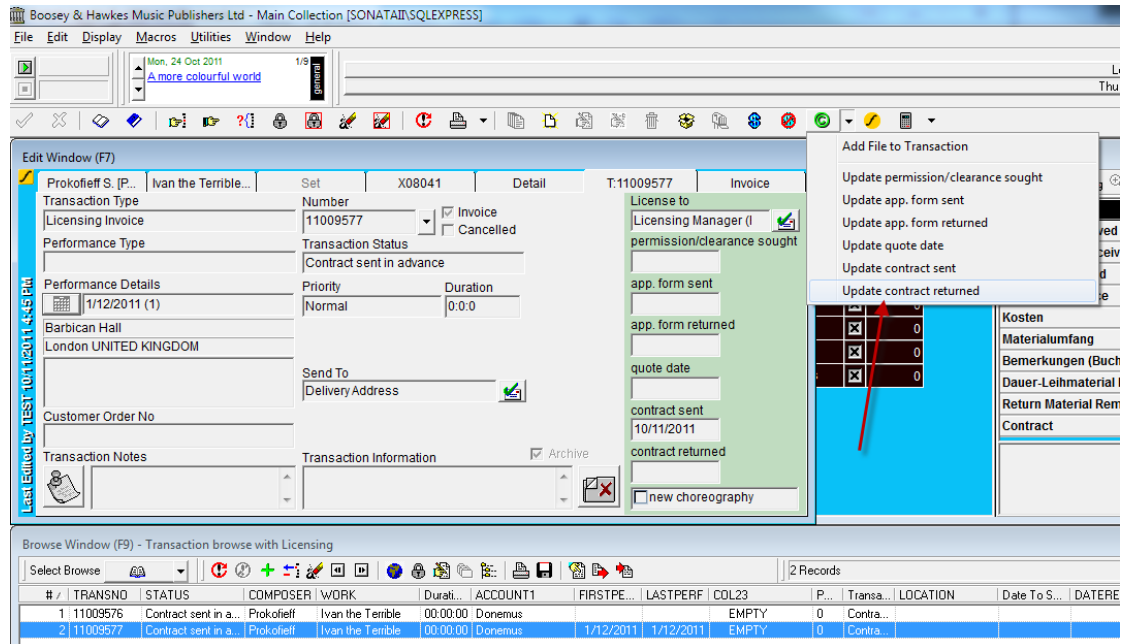 Boosey & Hawkes Music Publishers Ltd - Main Collection [SONATAII\SQLEXPRESS]
File Edit Display Macros Utilities Window Help
Mon, 24 Oct 2011 1/9
A more colourful world
general
Thu
Edit Window (F7)
Prokofieff S. [P... Ivan the Terrible... Set X08041 Detail T:11009577 Invoice
Transaction Type
Licensing Invoice
Number
11009577
Invoice
Cancelled
License to
Licensing Manager (I
Performance Type
Transaction Status
Contract sent in advance
permission/clearance sought
Performance Details
1/12/2011 (1)
Priority
Normal
Duration
0:0:0
app. form sent
Barbican Hall
London UNITED KINGDOM
app. form returned
Send To
Delivery Address
quote date
Customer Order No
contract sent
10/11/2011
Transaction Notes
Transaction Information
Archive
contract returned
new choreography
Last Edited by TEST 10/11/2011 4:45 PM
Add File to Transaction
Update permission/clearance sought
Update app. form sent
Update app. form returned
Update quote date
Update contract sent
Update contract returned
0
0
0
Kosten
Materialumfang
Bemerkungen (Buch
Dauer-Leihmaterial
Return Material Rem
Contract
Browse Window (F9) - Transaction browse with Licensing
Select Browse
2 Records
# / TRANSNO STATUS COMPOSER WORK Durati... ACCOUNT1 FIRSTPE... LASTPERF COL23 P... Transa... LOCATION Date To S... DATERE
1 11009576 Contract sent in a... Prokofieff Ivan the Terrible 00:00:00 Donemus EMPTY 0 Contra...
2 11009577 Contract sent in a... Prokofieff Ivan the Terrible 00:00:00 Donemus 1/12/2011 1/12/2011 EMPTY 0 Contra...